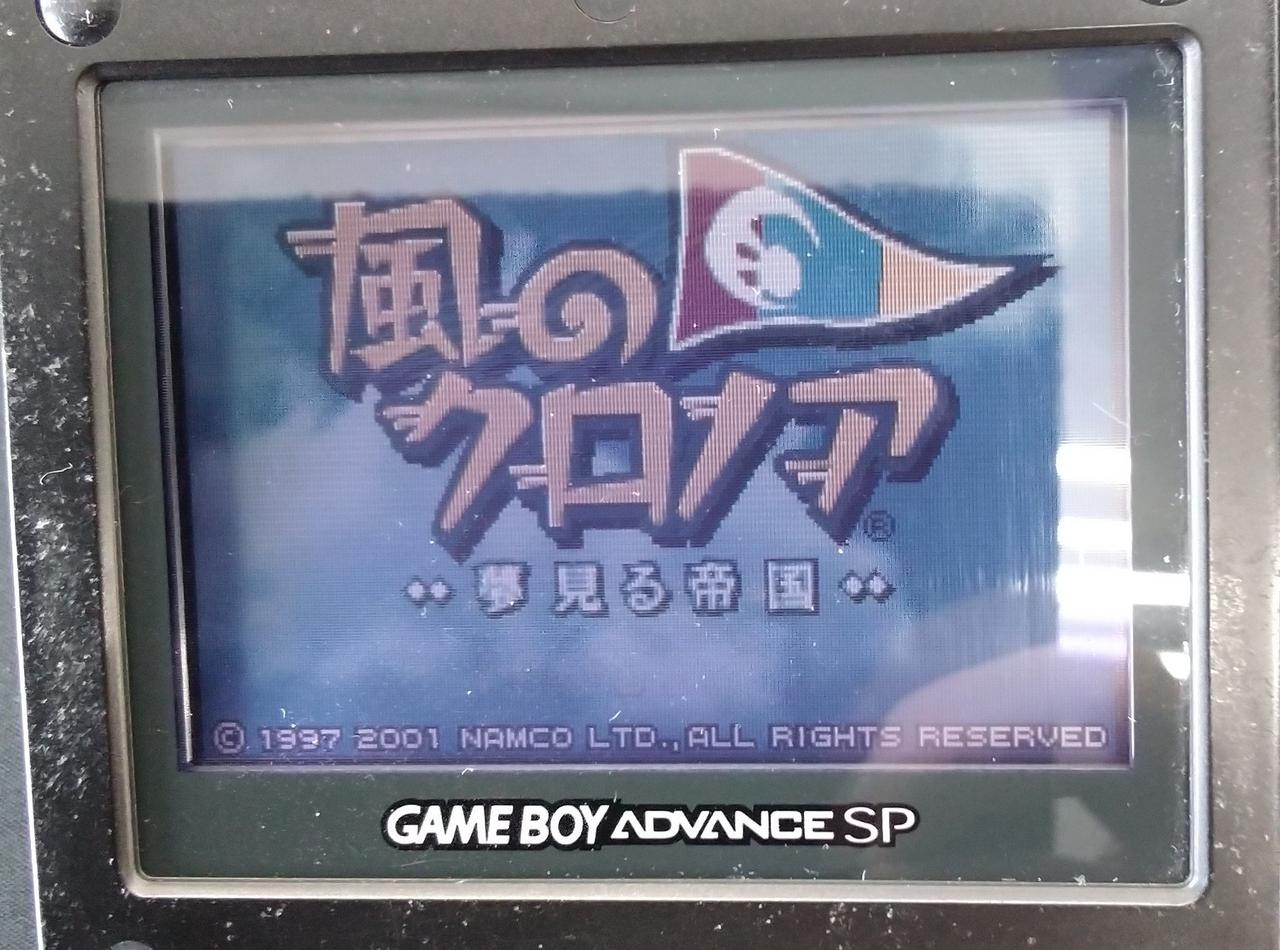 風の
クロノア®
◆◆夢見る帝国◆◆
© 1997 2001 NAMCO LTD.,ALL RIGHTS RESERVED
GAME BOY ADVANCE SP